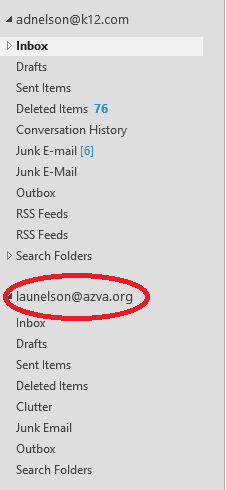 adnelson@k12.com
Inbox
Drafts
Sent Items
Deleted Items 76
Conversation History
Junk E-mail [6]
Junk E-Mail
Outbox
RSS Feeds
RSS Feeds
Search Folders
launelson@azva.org
Inbox
Drafts
Sent Items
Deleted Items
Clutter
Junk Email
Outbox
Search Folders